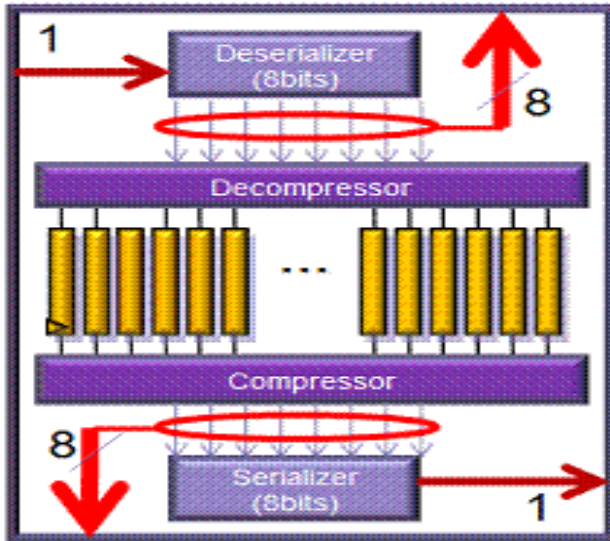 1
Deserializer
(8bits)
8
Decompressor
...
Compressor
8
Serializer
(8bits)
1